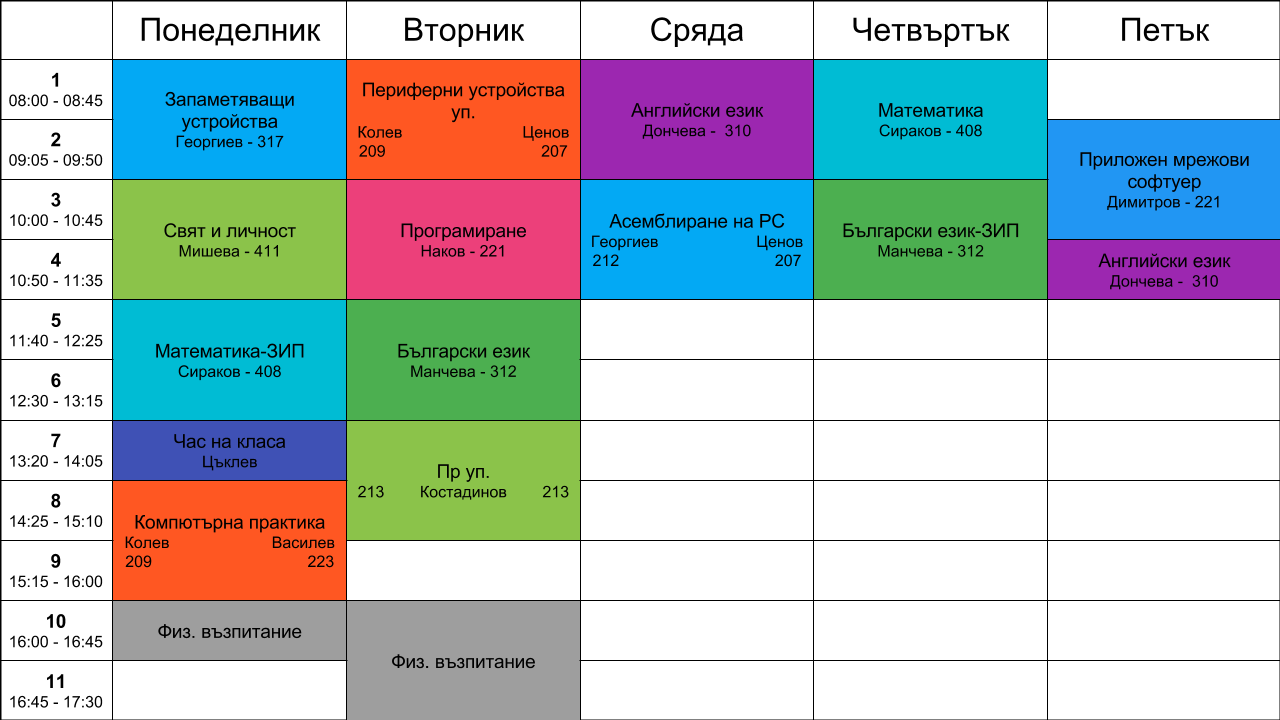 Понеделник
Вторник
Сряда
Четвъртък
Петък
1
08:00 - 08:45
2
09:05 - 09:50
3
10:00 - 10:45
4
10:50 - 11:35
5
11:40 - 12:25
6
12:30 - 13:15
7
13:20 - 14:05
8
14:25 - 15:10
9
15:15 - 16:00
10
16:00 - 16:45
11
16:45 - 17:30
Запаметяващи
устройства
Георгиев - 317
Свят и личност
Мишева - 411
Математика-ЗИП
Сираков - 408
Час на класа
Цъклев
Компютърна практика
Колев Василев
209 223
Физ. възпитание
Периферни устройства
уп.
Колев Ценов
209 207
Програмиране
Наков - 221
Български език
Манчева - 312
Пр уп.
213 Костадинов 213
Физ. възпитание
Английски език
Дончева - 310
Асемблиране на РС
Георгиев Ценов
212 207
Математика
Сираков - 408
Български език-ЗИП
Манчева - 312
Приложен мрежови
софтуер
Димитров - 221
Английски език
Дончева - 310